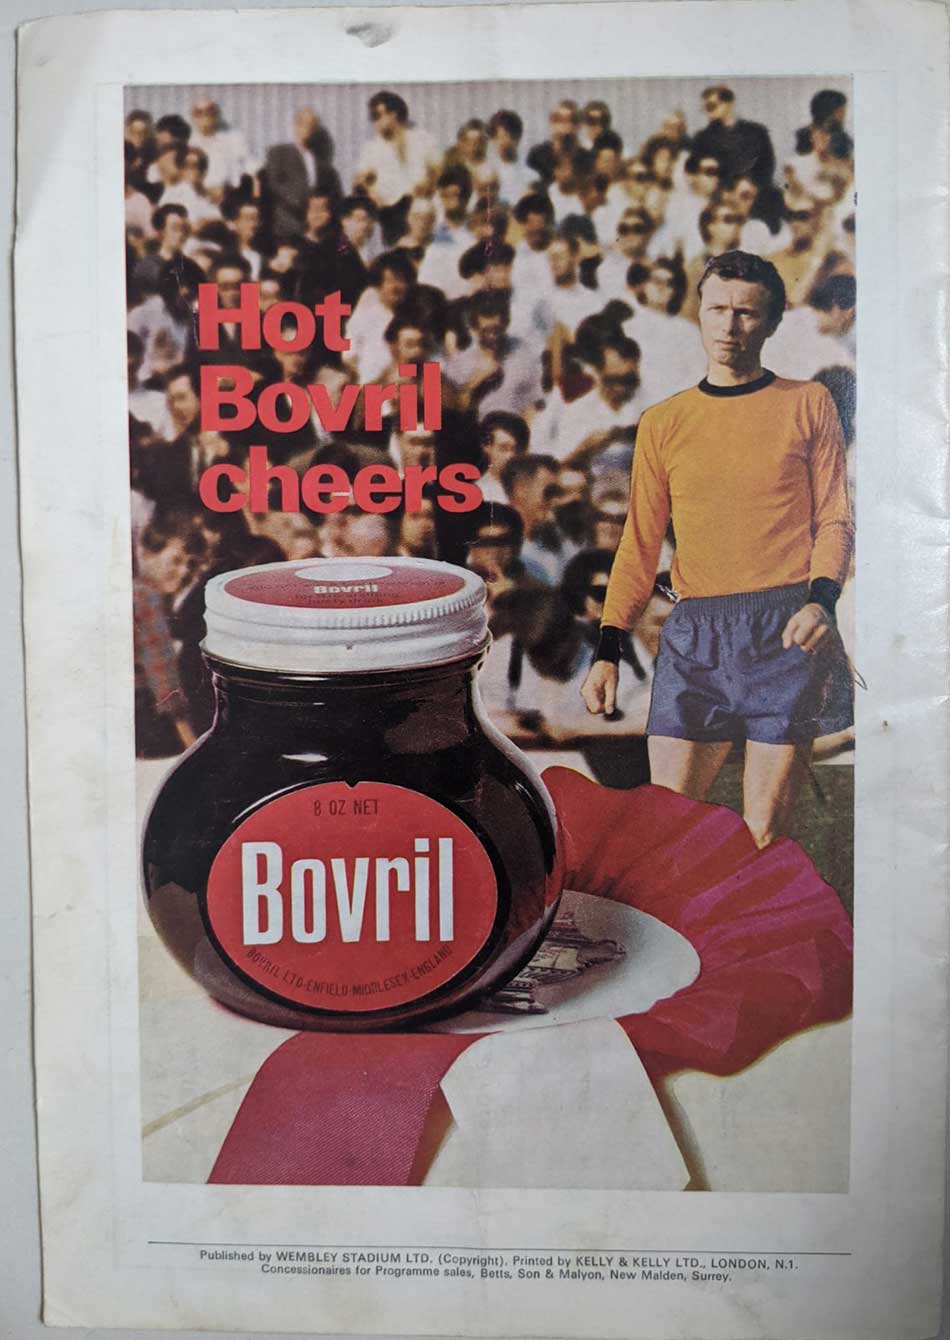 Hot
Bovril
cheers
Bovril
8 OZ NET
Bovril
BOVRIL LTD-ENFIELD-MIDDLESEX-ENGLAND
Published by WEMBLEY STADIUM LTD. (Copyright). Printed by KELLY & KELLY LTD., LONDON, N.1.
Concessionaires for Programme sales, Betts, Son & Malyon, New Malden, Surrey.